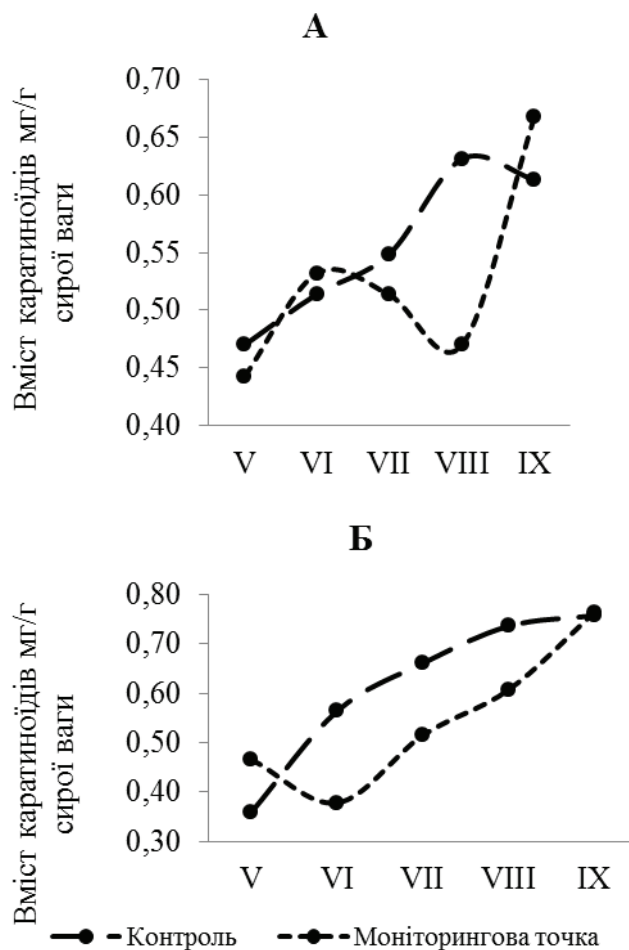 А
Вміст каратиноїдів мг/г
сирої ваги
0,70
0,65
0,60
0,55
0,50
0,45
0,40
V VI VII VIII IX
Б
Вміст каратиноїдів мг/г
сирої ваги
0,80
0,70
0,60
0,50
0,40
0,30
V VI VII VIII IX
Контроль Моніторингова точка